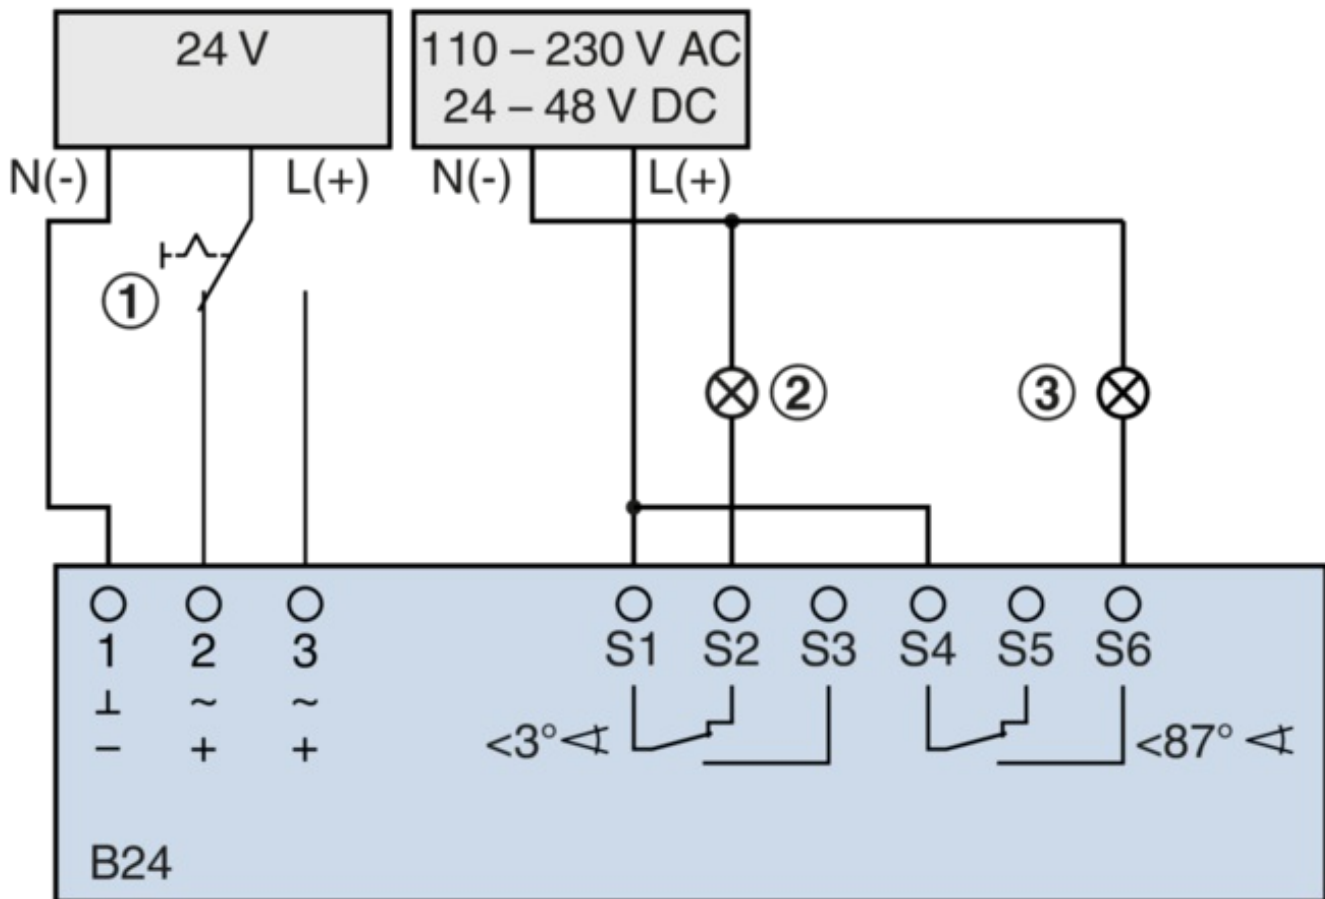 24 V
110 – 230 V AC
24 – 48 V DC
N(-) L(+) N(-) L(+)
1
2 3
1 2 3 S1 S2 S3 S4 S5 S6
⊥ ~ ~
− + + <3° <87°
B24